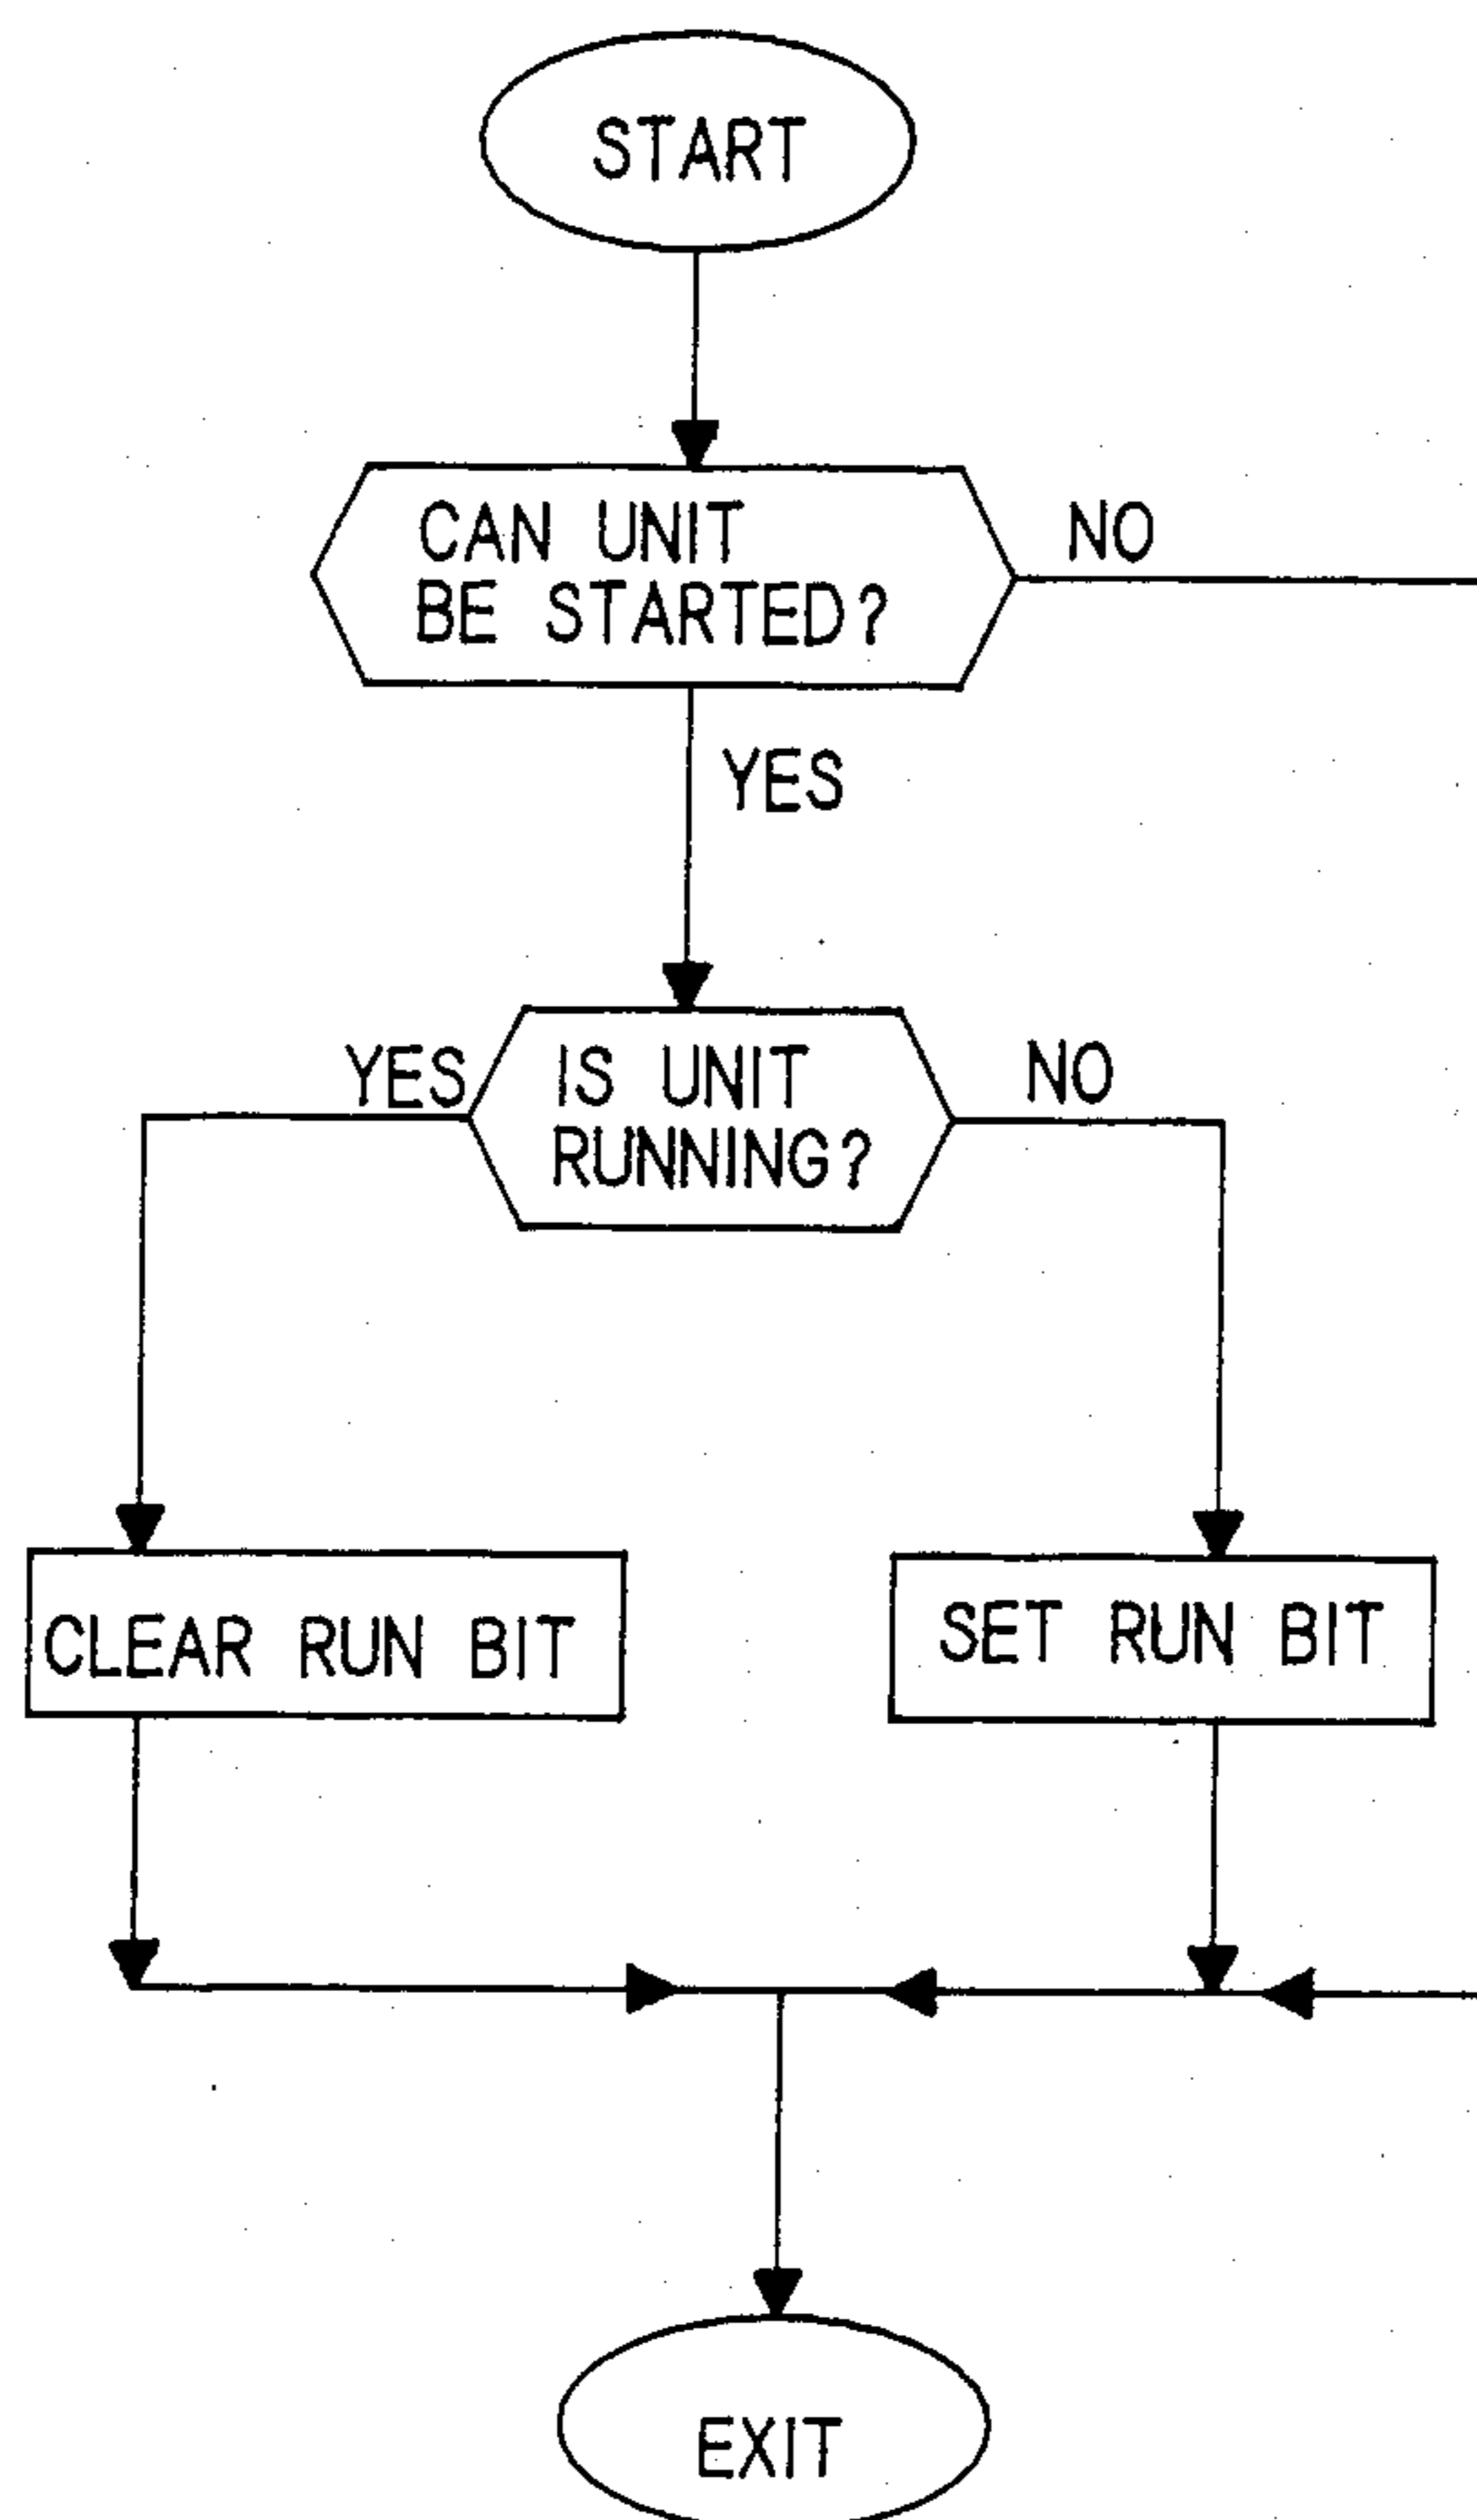 START
CAN UNIT
BE STARTED?
NO
YES
YES
IS UNIT
RUNNING?
NO
CLEAR RUN BIT
SET RUN BIT
EXIT